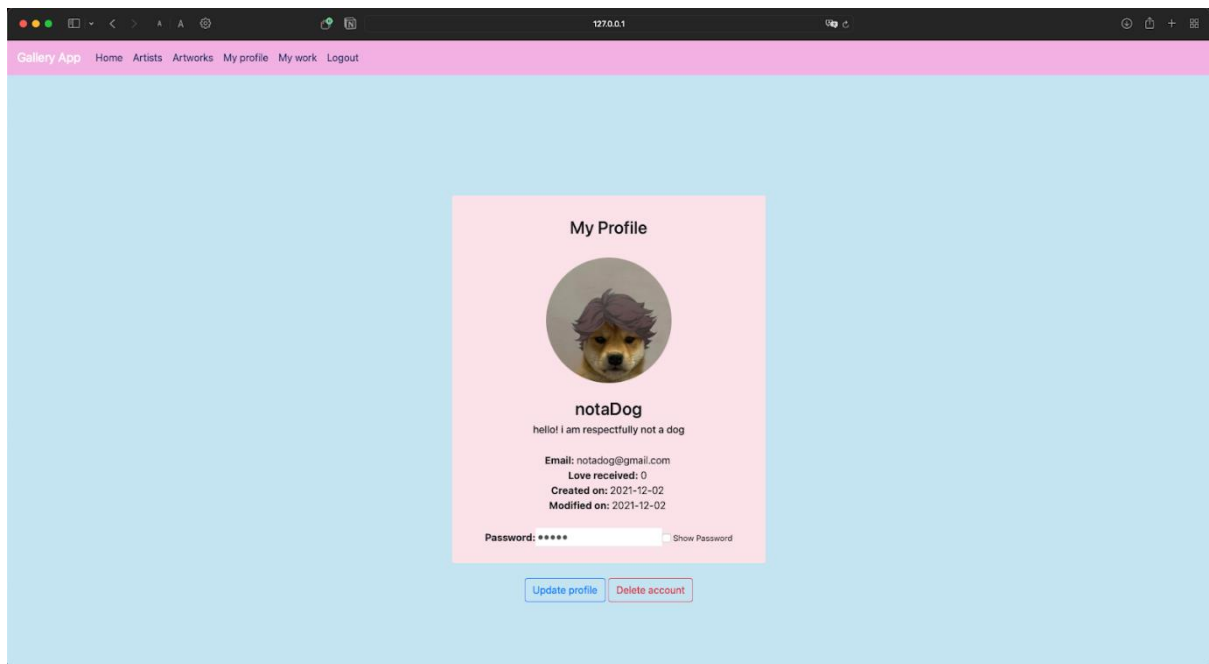 A A 127.0.0.1
Gallery App Home Artists Artworks My profile My work Logout
My Profile
notaDog
hello! i am respectfully not a dog
Email: notadog@gmail.com
Love received: 0
Created on: 2021-12-02
Modified on: 2021-12-02
Password: ••••• Show Password
Update profile Delete account